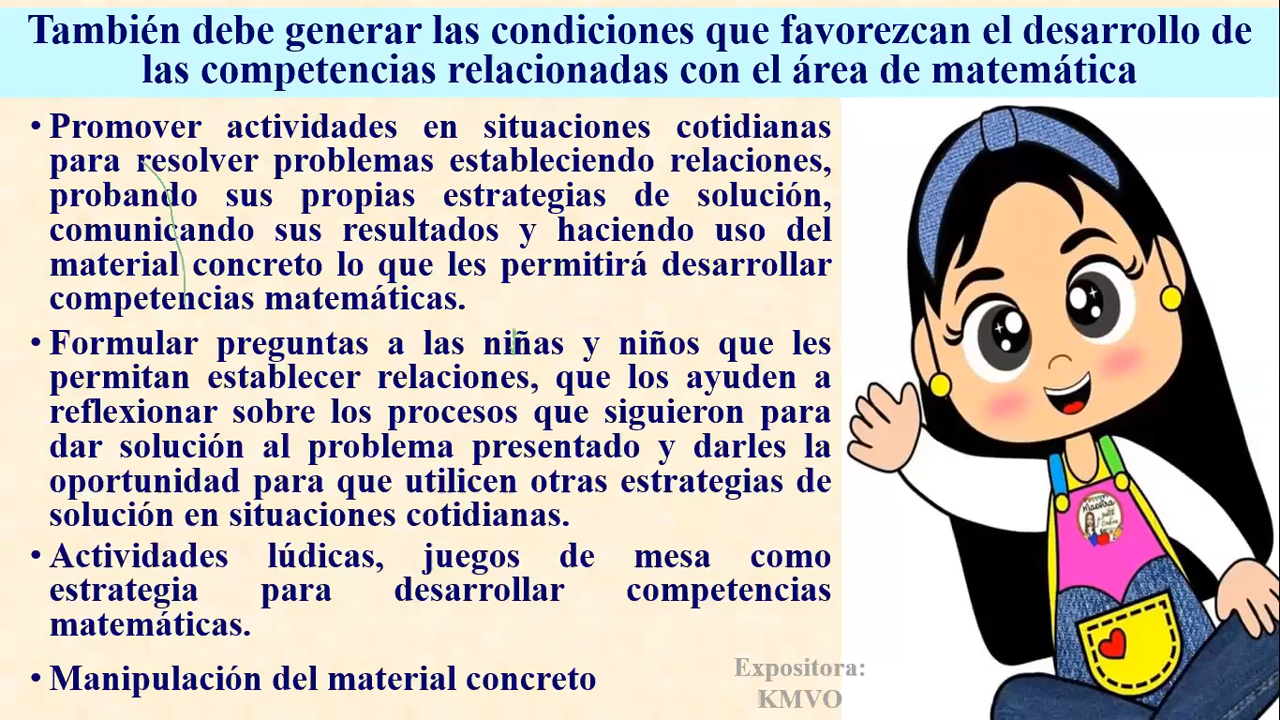 También debe generar las condiciones que favorezcan el desarrollo de
las competencias relacionadas con el área de matemática
• Promover actividades en situaciones cotidianas
para resolver problemas estableciendo relaciones,
probando sus propias estrategias de solución,
comunicando sus resultados y haciendo uso del
material concreto lo que les permitirá desarrollar
competencias matemáticas.
• Formular preguntas a las niñas y niños que les
permitan establecer relaciones, que los ayuden a
reflexionar sobre los procesos que siguieron para
dar solución al problema presentado y darles la
oportunidad para que utilicen otras estrategias de
solución en situaciones cotidianas.
• Actividades lúdicas, juegos de mesa como
estrategia para desarrollar competencias
matemáticas.
• Manipulación del material concreto
Expositora:
KMVO
Maestra